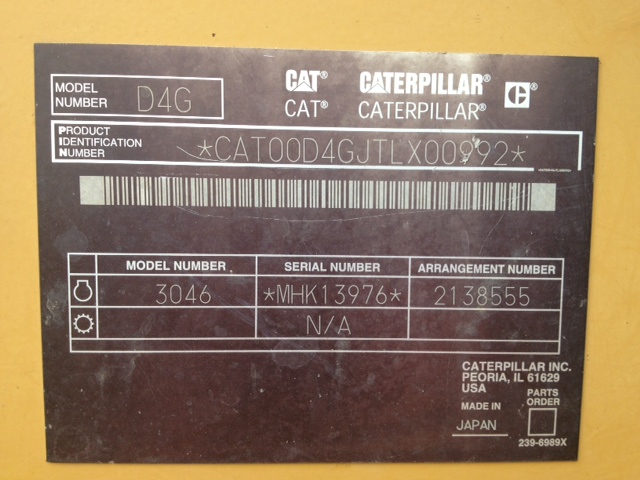 MODEL NUMBER D4G
CAT® CATERPILLAR® C®
CAT® CATERPILLAR®
PRODUCT IDENTIFICATION NUMBER *CAT00D4GJTLX00992*
MODEL NUMBER SERIAL NUMBER ARRANGEMENT NUMBER
3046 *MHK13976* 2138555
N/A
CATERPILLAR INC.
PEORIA, IL 61629
USA
PARTS ORDER
MADE IN
JAPAN
239-6989X